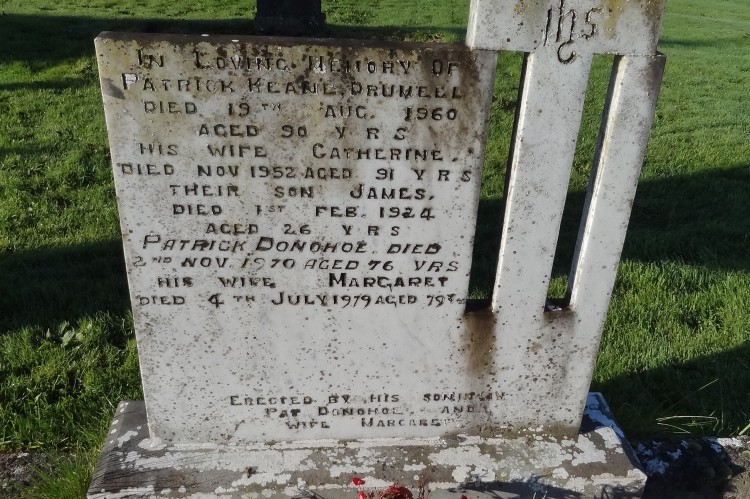 ihs
IN LOVING MEMORY OF
PATRICK KEANE DRUMELL
DIED 19TH AUG. 1960
AGED 90 YRS
HIS WIFE CATHERINE.
DIED NOV 1952 AGED 91 YRS
THEIR SON JAMES,
DIED 1ST FEB. 1924
AGED 26 YRS
PATRICK DONOHOE DIED
2ND NOV. 1970 AGED 76 YRS
HIS WIFE MARGARET
DIED 4TH JULY 1979 AGED 79
ERECTED BY HIS SON IN LAW
PAT DONOHOE AND
WIFE MARGARET